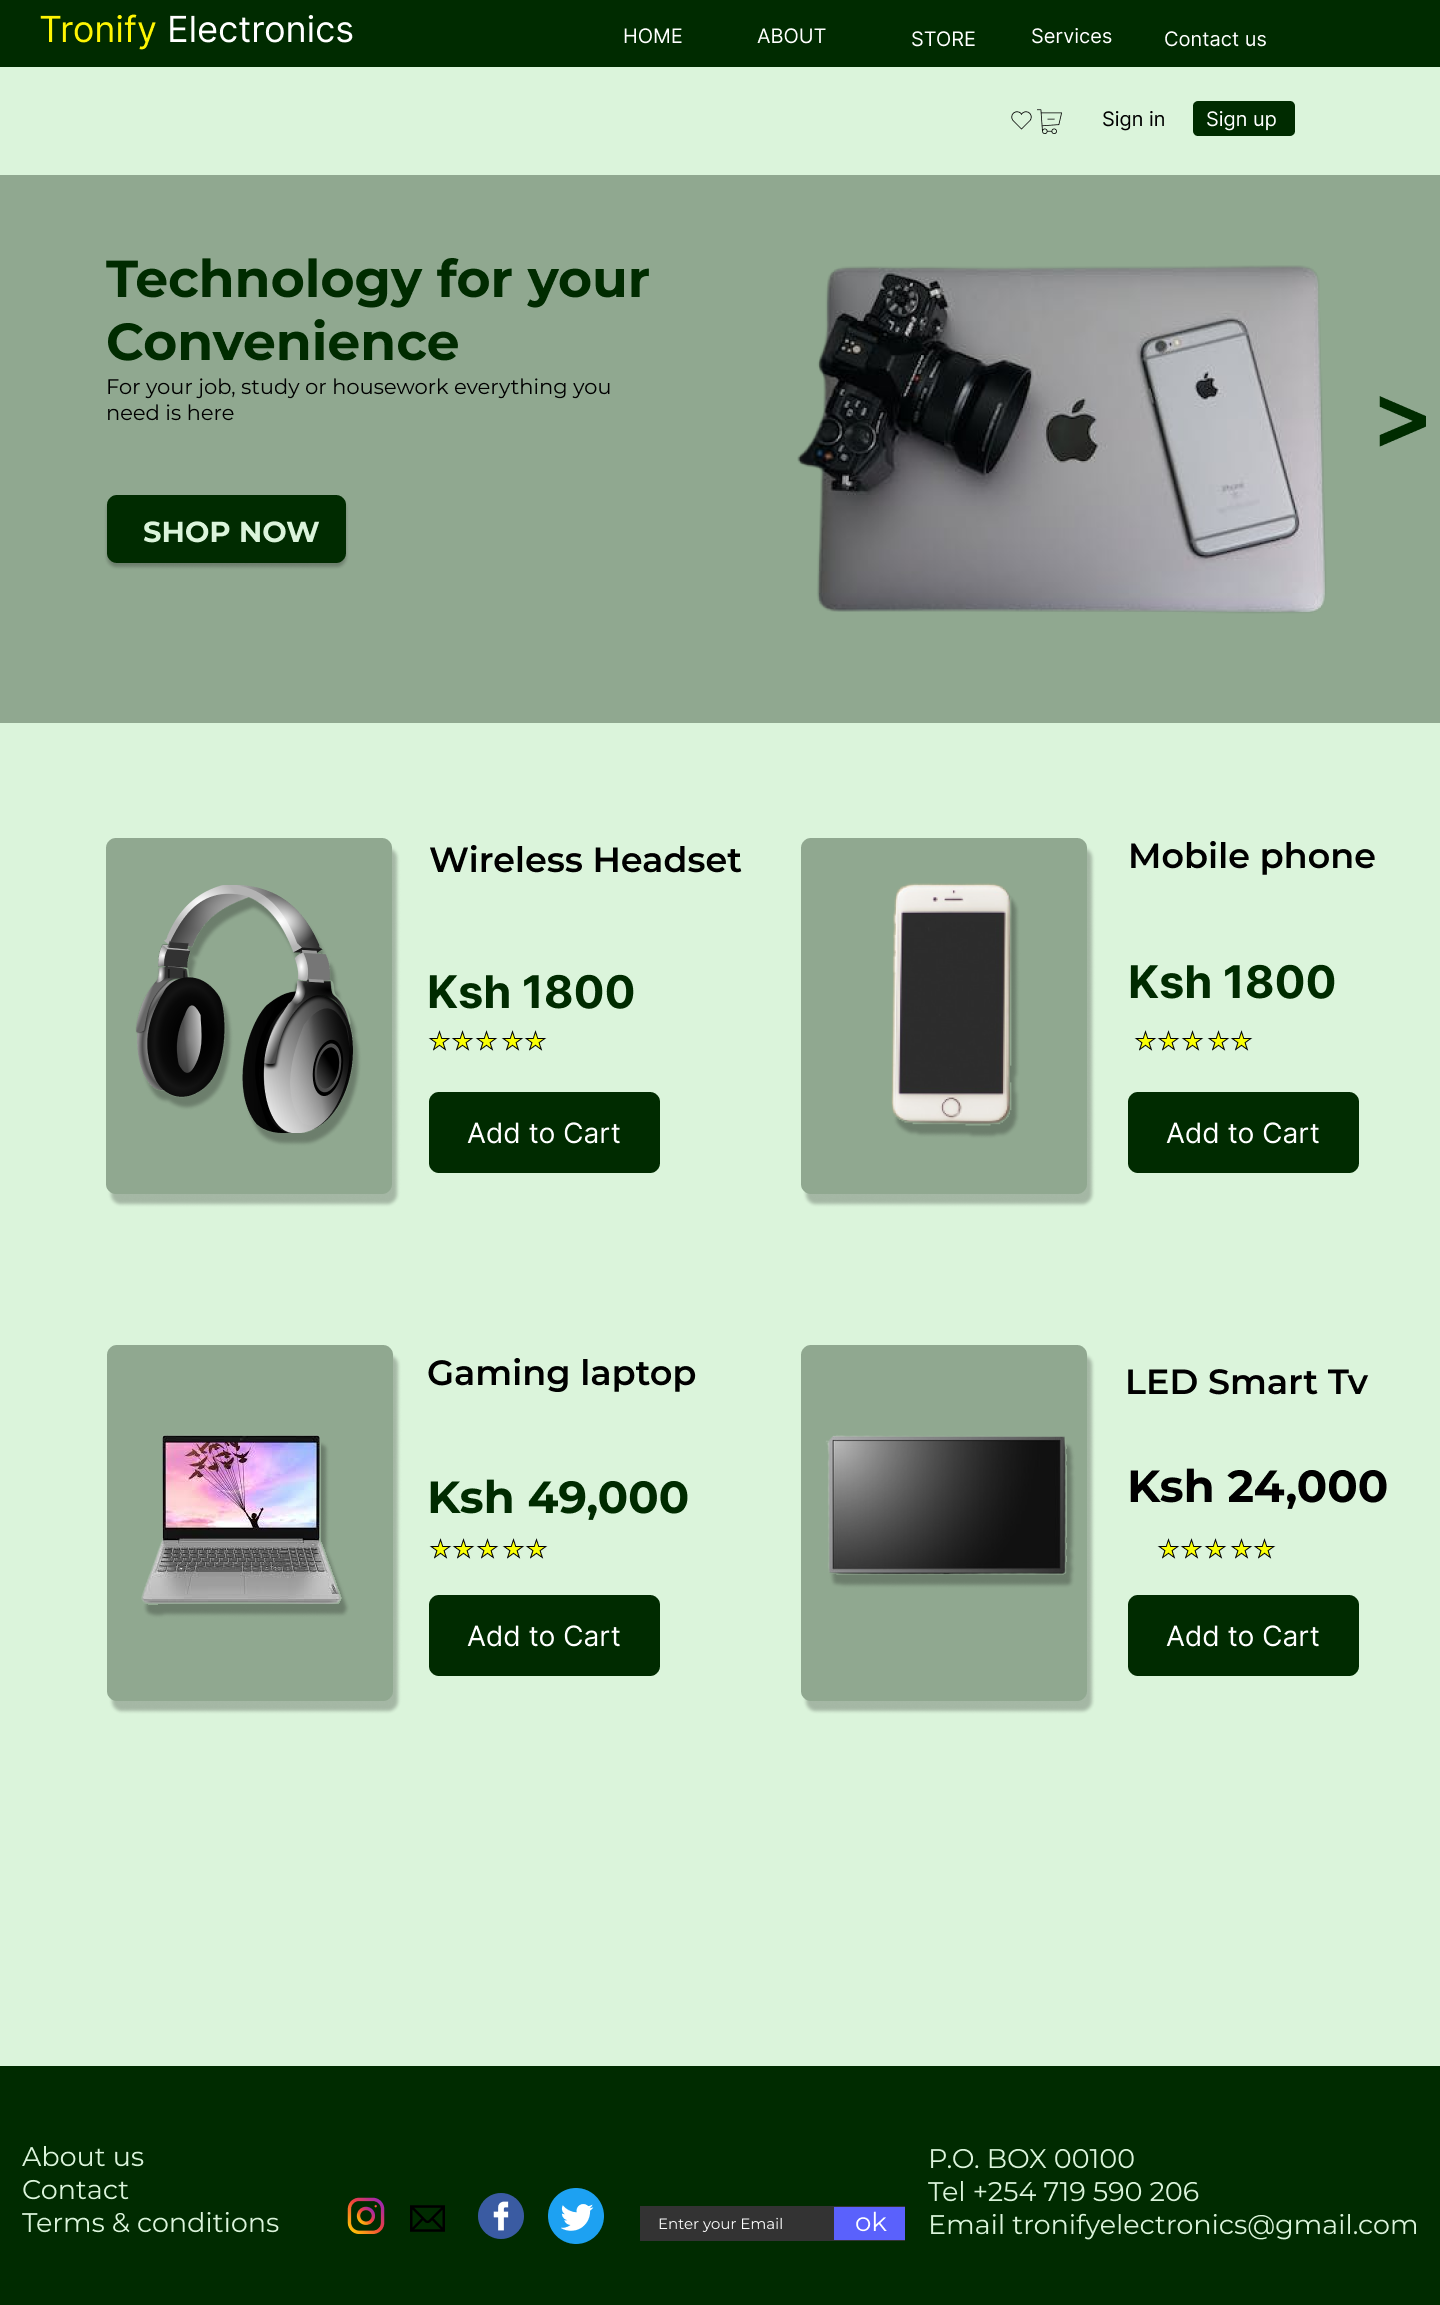 Tronify Electronics
HOME
ABOUT
STORE
Services
Contact us
Sign in
Sign up
Technology for your
Convenience
For your job, study or housework everything you
need is here
SHOP NOW
iPhone
>
Wireless Headset
Ksh 1800
Add to Cart
Mobile phone
Ksh 1800
Add to Cart
Gaming laptop
Ksh 49,000
Add to Cart
LED Smart Tv
Ksh 24,000
Add to Cart
About us
Contact
Terms & conditions
Enter your Email
ok
P.O. BOX 00100
Tel +254 719 590 206
Email tronifyelectronics@gmail.com